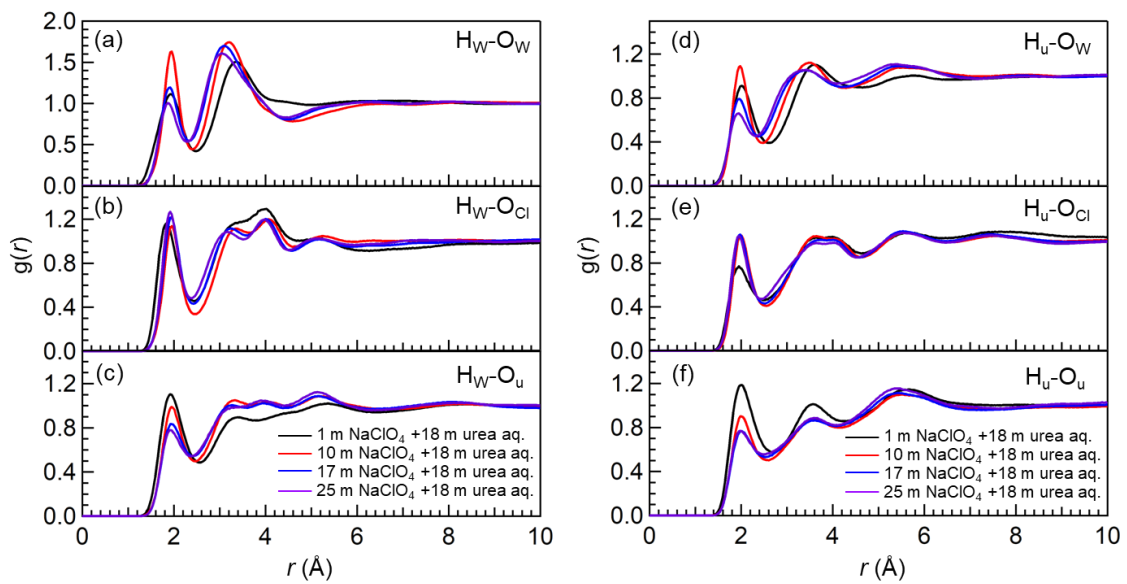 (a)
H_W-O_W
2.0
1.5
1.0
0.5
0.0
(b)
H_W-O_Cl
g(r)
1.2
0.8
0.4
0.0
(c)
H_W-O_u
1.2
0.8
0.4
0.0
1 m NaClO₄ +18 m urea aq.
10 m NaClO₄ +18 m urea aq.
17 m NaClO₄ +18 m urea aq.
25 m NaClO₄ +18 m urea aq.
0 2 4 6 8 10
r (Å)
(d)
H_u-O_W
1.2
0.8
0.4
0.0
(e)
H_u-O_Cl
g(r)
1.2
0.8
0.4
0.0
(f)
H_u-O_u
1.2
0.8
0.4
0.0
1 m NaClO₄ +18 m urea aq.
10 m NaClO₄ +18 m urea aq.
17 m NaClO₄ +18 m urea aq.
25 m NaClO₄ +18 m urea aq.
0 2 4 6 8 10
r (Å)